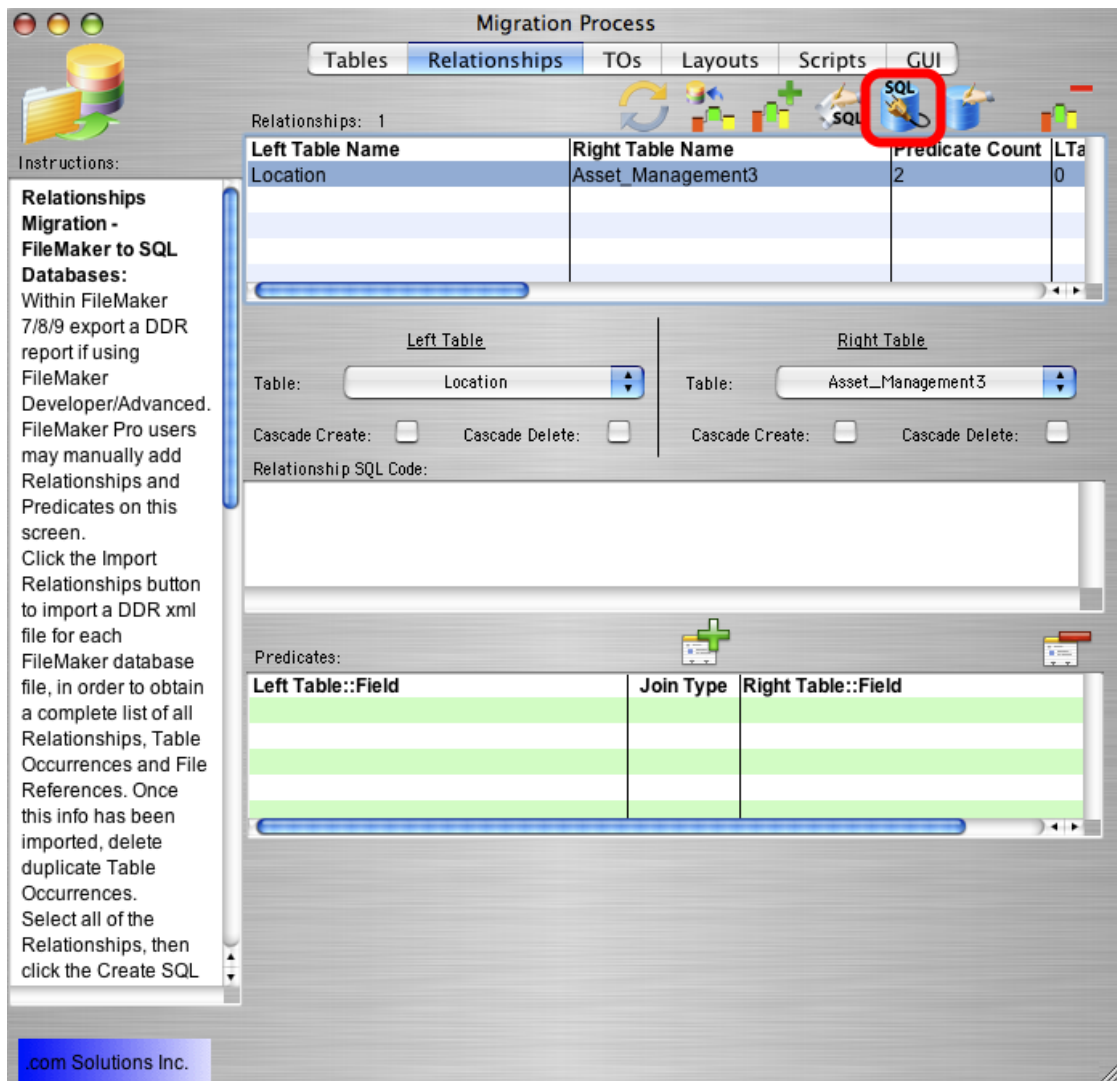 Migration Process
Tables Relationships TOs Layouts Scripts GUI
SQL
SQL
Relationships: 1
Left Table Name Right Table Name Predicate Count LTa
Location Asset_Management3 2 0
Instructions:
Relationships
Migration -
FileMaker to SQL
Databases:
Within FileMaker
7/8/9 export a DDR
report if using
FileMaker
Developer/Advanced.
FileMaker Pro users
may manually add
Relationships and
Predicates on this
screen.
Click the Import
Relationships button
to import a DDR xml
file for each
FileMaker database
file, in order to obtain
a complete list of all
Relationships, Table
Occurrences and File
References. Once
this info has been
imported, delete
duplicate Table
Occurrences.
Select all of the
Relationships, then
click the Create SQL
Left Table Right Table
Table: Location Table: Asset_Management3
Cascade Create: Cascade Delete: Cascade Create: Cascade Delete:
Relationship SQL Code:
Predicates:
Left Table::Field Join Type Right Table::Field
.com Solutions Inc.